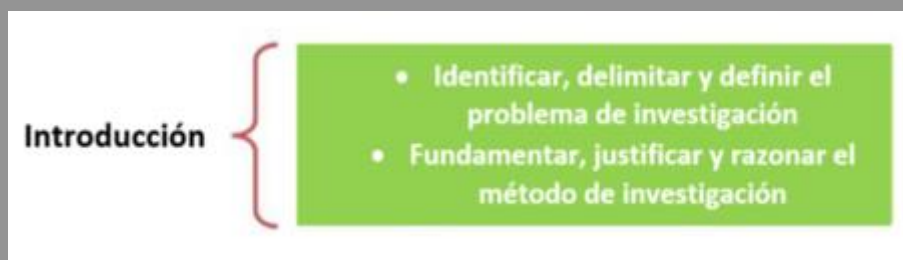 Introducción
• Identificar, delimitar y definir el
problema de investigación
• Fundamentar, justificar y razonar el
método de investigación